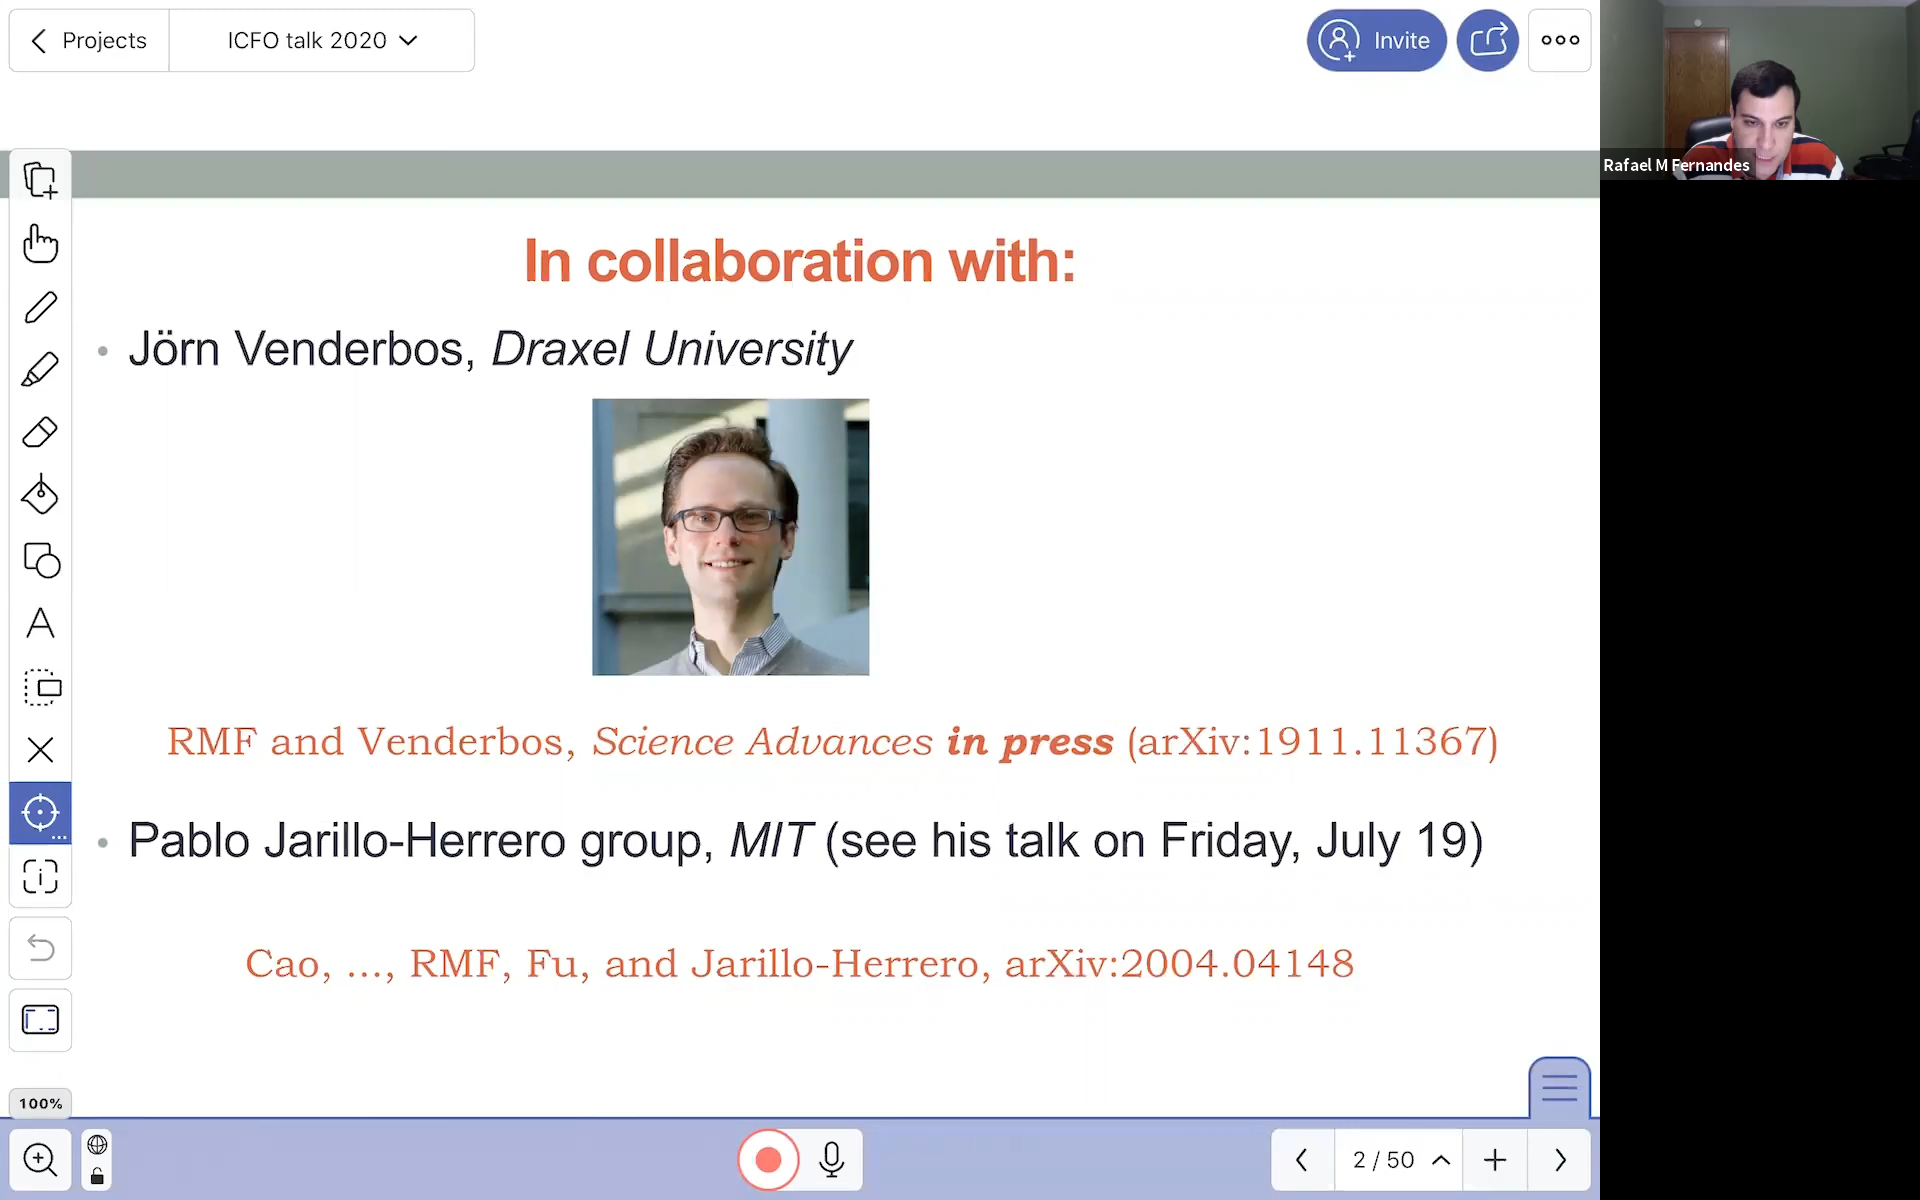 Projects
ICFO talk 2020
Invite
Rafael M Fernandes
In collaboration with:
• Jörn Venderbos, Draxel University
RMF and Venderbos, Science Advances in press (arXiv:1911.11367)
• Pablo Jarillo-Herrero group, MIT (see his talk on Friday, July 19)
Cao, ..., RMF, Fu, and Jarillo-Herrero, arXiv:2004.04148
100%
2 / 50